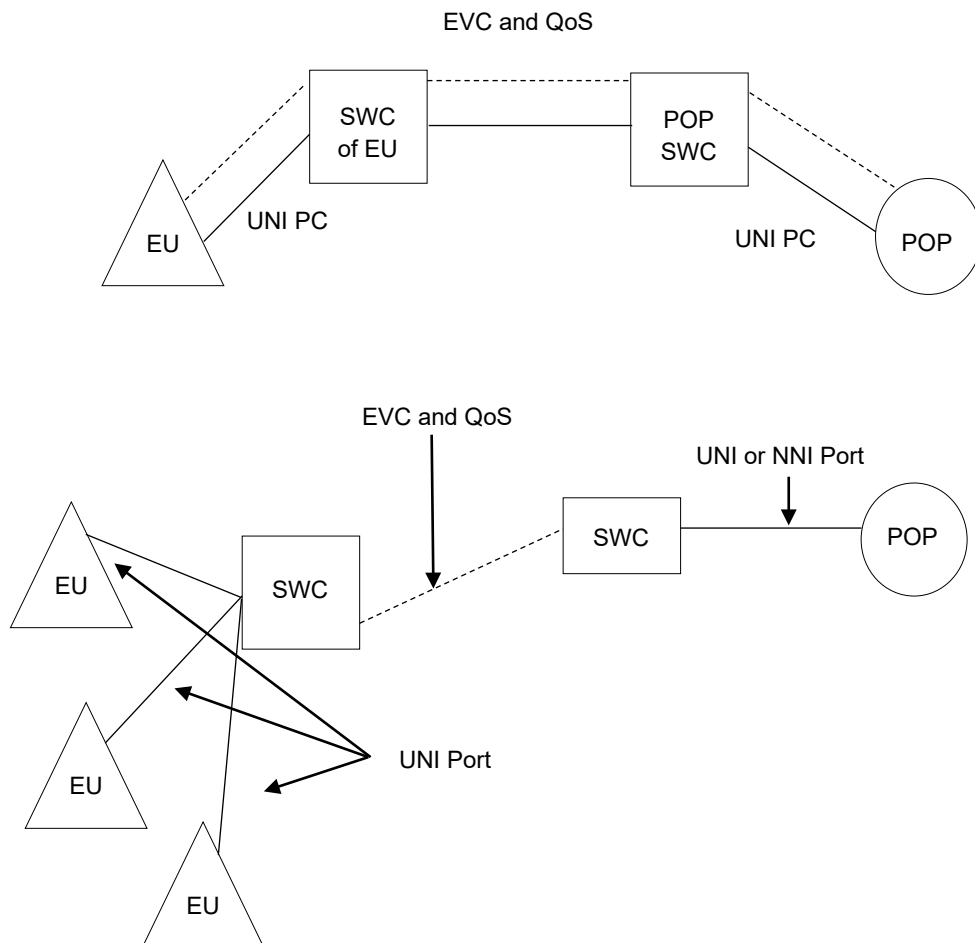 EVC and QoS
SWC
of EU
POP
SWC
EU
UNI PC
UNI PC
POP
EVC and QoS
UNI or NNI Port
EU
SWC
SWC
POP
EU
UNI Port
EU